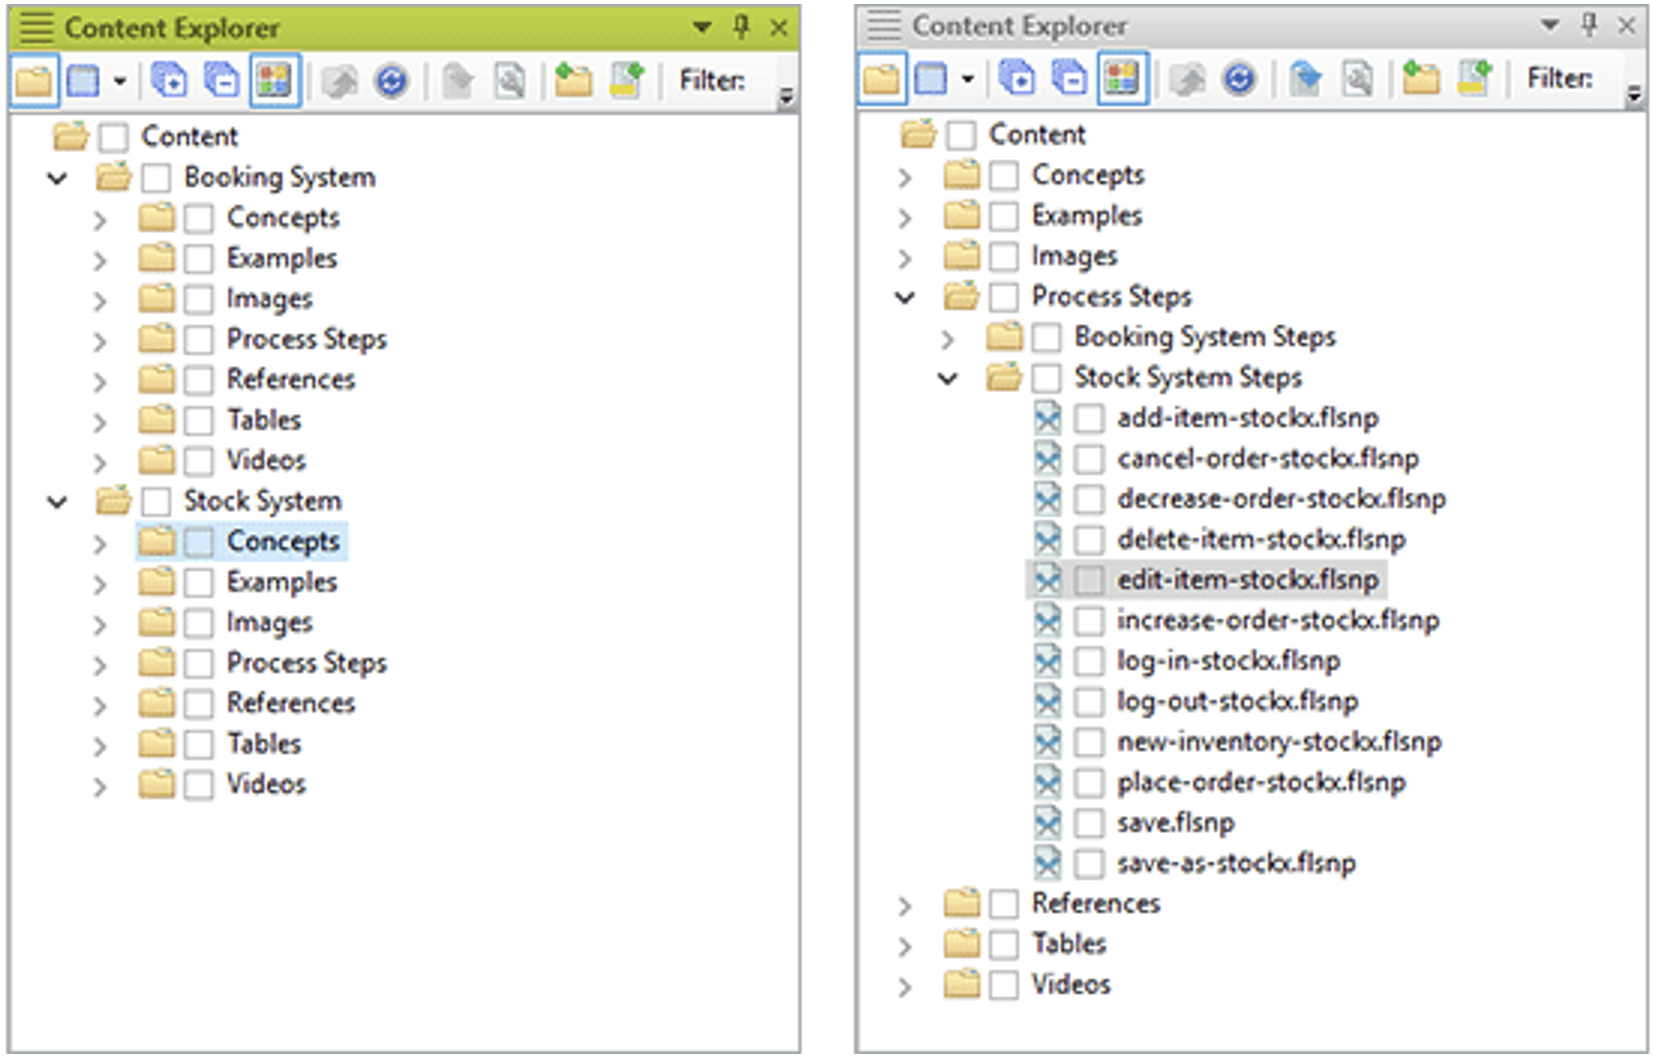 Content Explorer
Filter:
Content
Booking System
Concepts
Examples
Images
Process Steps
References
Tables
Videos
Stock System
Concepts
Examples
Images
Process Steps
References
Tables
Videos
Content Explorer
Filter:
Content
Concepts
Examples
Images
Process Steps
Booking System Steps
Stock System Steps
add-item-stockx.flsnp
cancel-order-stockx.flsnp
decrease-order-stockx.flsnp
delete-item-stockx.flsnp
edit-item-stockx.flsnp
increase-order-stockx.flsnp
log-in-stockx.flsnp
log-out-stockx.flsnp
new-inventory-stockx.flsnp
place-order-stockx.flsnp
save.flsnp
save-as-stockx.flsnp
References
Tables
Videos